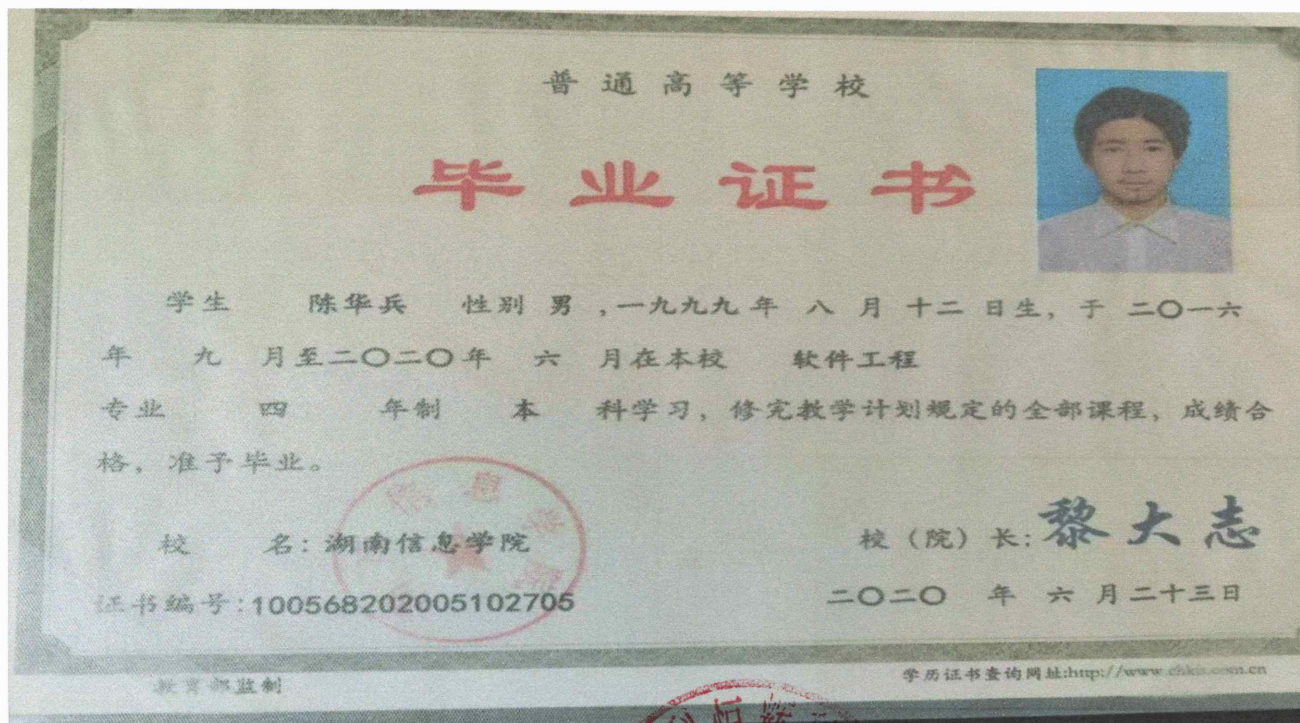 普通高等学校
毕业证书
学生 陈华兵 性别 男 ,一九九九年 八 月 十二 日生, 于 二〇一六
年 九 月至二〇二〇年 六 月在本校 软件工程
专业 四 年制 本 科学习, 修完教学计划规定的全部课程, 成绩合
格, 准予毕业。
信息学院
校 名: 湖南信息学院
校 (院) 长: 黎大志
证书编号:100568202005102705
二〇二〇 年 六 月二十三日
教育部监制
学历证书查询网址:http://www.chsi.com.cn